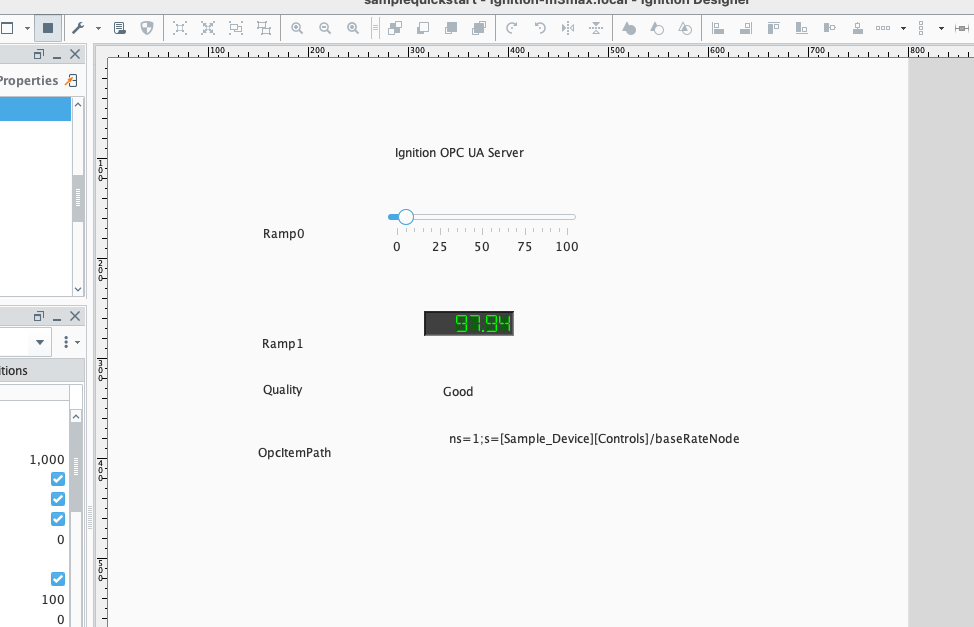 samplequickstart - Ignition-m3max.local - Ignition Designer
100 200 300 400 500 600 700 800
Properties
100
Ignition OPC UA Server
Ramp0
0 25 50 75 100
200
97.94
Ramp1
300
itions
Quality
Good
ns=1;s=[Sample_Device][Controls]/baseRateNode
OpcItemPath
1,000
400
0
500
100
0